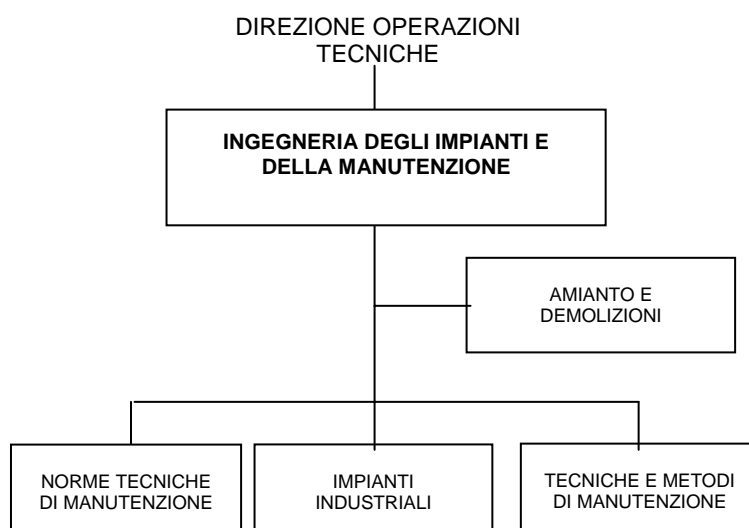 DIREZIONE OPERAZIONI
TECNICHE
INGEGNERIA DEGLI IMPIANTI E
DELLA MANUTENZIONE
AMIANTO E
DEMOLIZIONI
NORME TECNICHE
DI MANUTENZIONE
IMPIANTI
INDUSTRIALI
TECNICHE E METODI
DI MANUTENZIONE